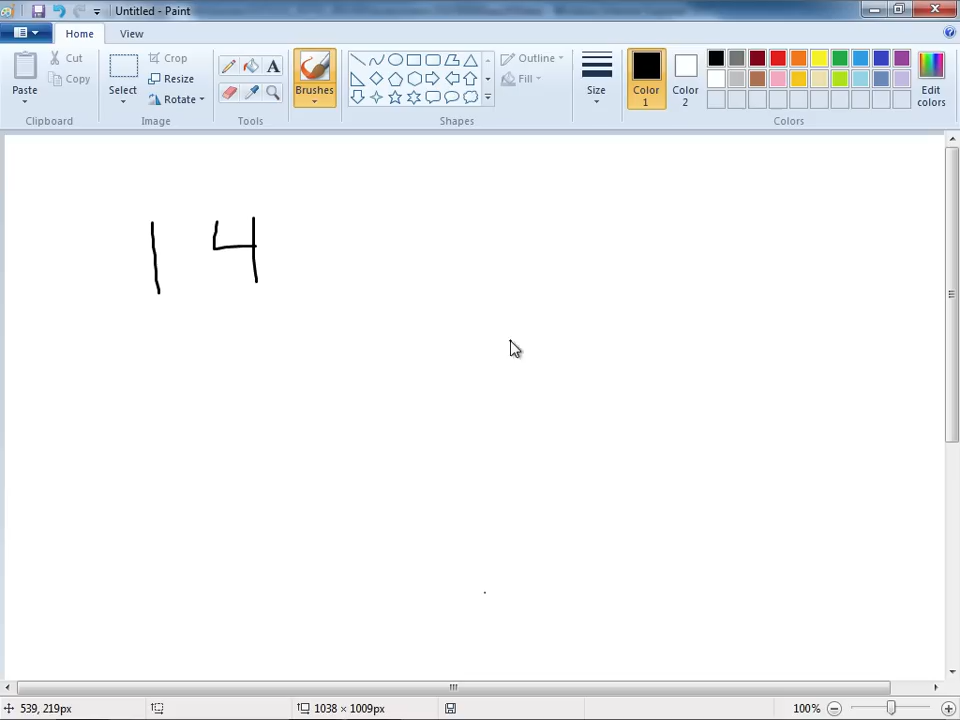 Untitled - Paint
Home View
Paste
Cut
Copy
Clipboard
Select
Crop
Resize
Rotate
Image
A
Tools
Brushes
Outline
Fill
Shapes
Size
Color 1
Color 2
Edit colors
Colors
1 4
539, 219px
1038 × 1009px
100%